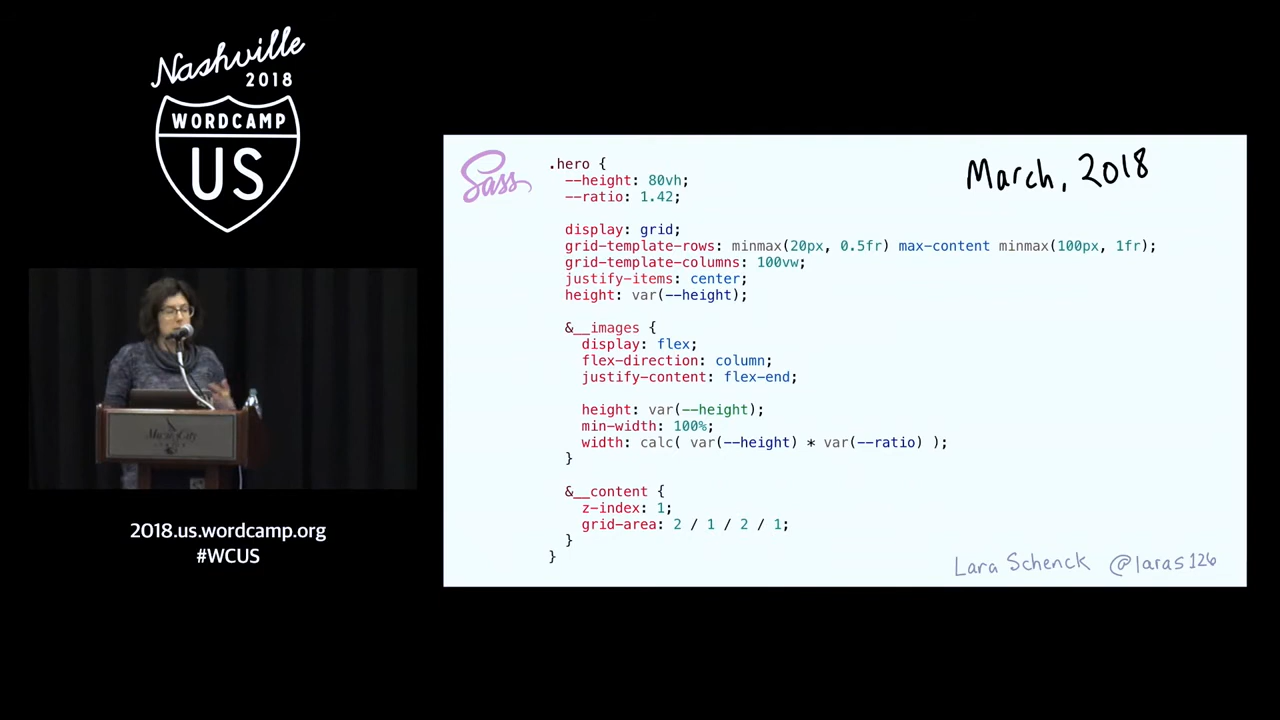 Nashville
2018
WORDCAMP
US
Sass
March, 2018
.hero {
--height: 80vh;
--ratio: 1.42;
display: grid;
grid-template-rows: minmax(20px, 0.5fr) max-content minmax(100px, 1fr);
grid-template-columns: 100vw;
justify-items: center;
height: var(--height);
&__images {
display: flex;
flex-direction: column;
justify-content: flex-end;
height: var(--height);
min-width: 100%;
width: calc( var(--height) * var(--ratio) );
}
&__content {
z-index: 1;
grid-area: 2 / 1 / 2 / 1;
}
}
Lara Schenck @laras126
Music City
2018.us.wordcamp.org
#WCUS